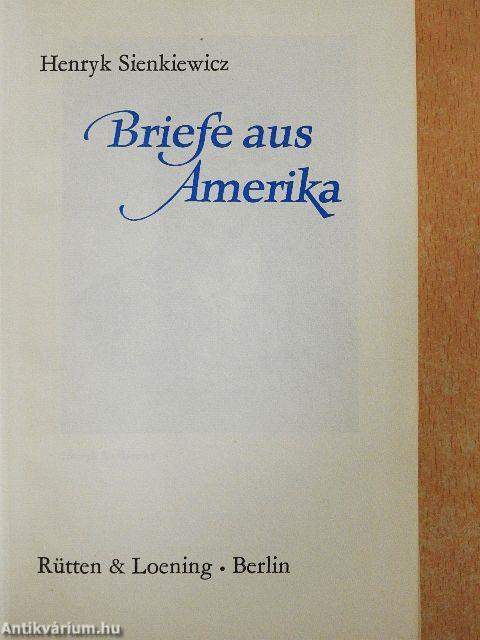 Henryk Sienkiewicz
Briefe aus
Amerika
Rütten & Loening • Berlin
Antikvárium.hu